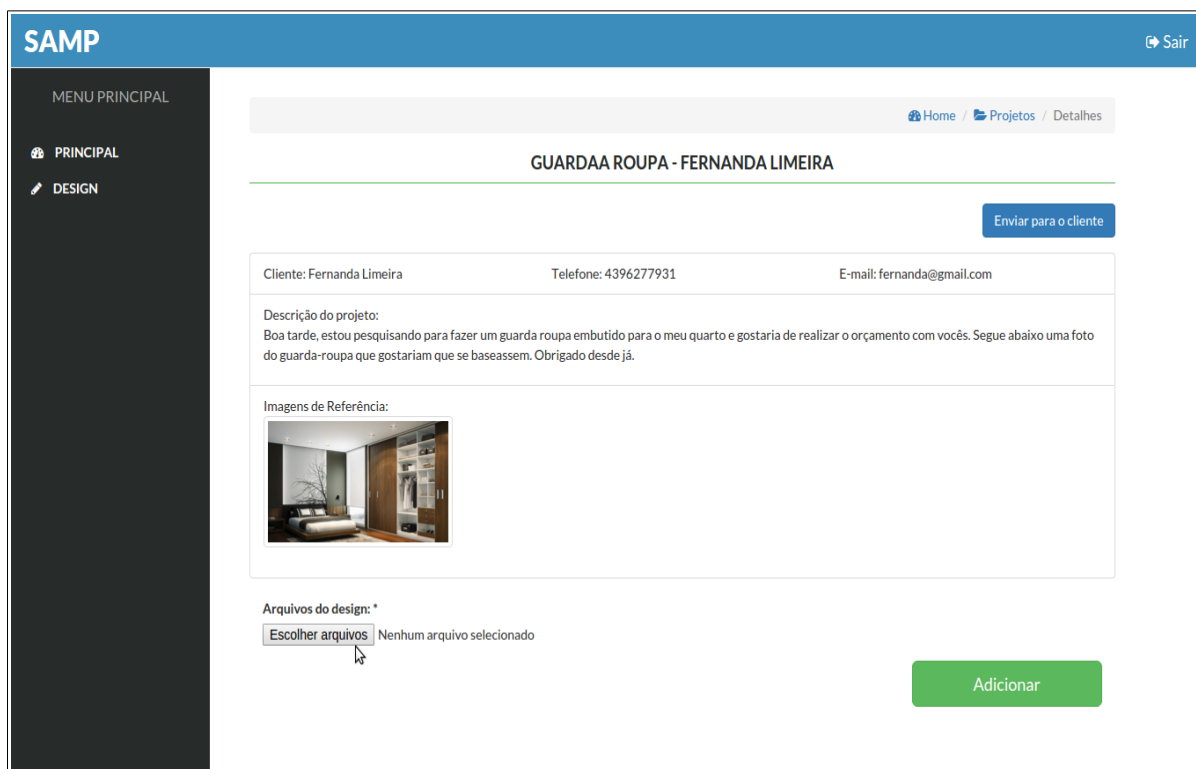 SAMP
Sair
MENU PRINCIPAL
PRINCIPAL
DESIGN
Home / Projetos / Detalhes
GUARDAA ROUPA - FERNANDA LIMEIRA
Enviar para o cliente
Cliente: Fernanda Limeira Telefone: 4396277931 E-mail: fernanda@gmail.com
Descrição do projeto:
Boa tarde, estou pesquisando para fazer um guarda roupa embutido para o meu quarto e gostaria de realizar o orçamento com vocês. Segue abaixo uma foto
do guarda-roupa que gostariam que se baseassem. Obrigado desde já.
Imagens de Referência:
Arquivos do design: *
Escolher arquivos Nenhum arquivo selecionado
Adicionar